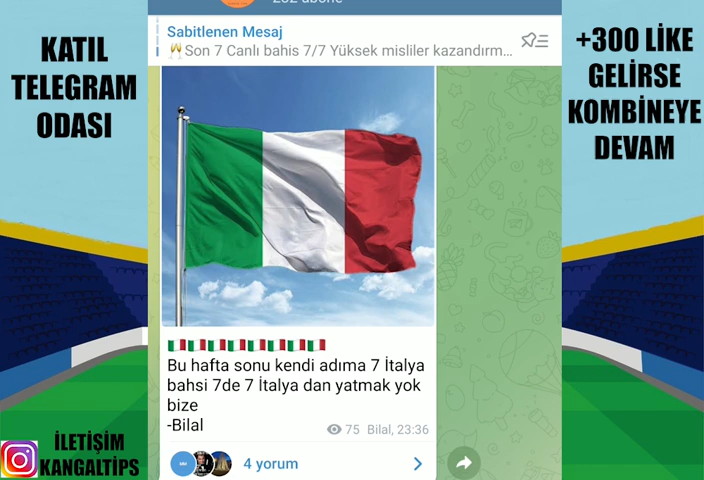 KATIL
TELEGRAM
ODASI
Sabitlenen Mesaj
🥂Son 7 Canlı bahis 7/7 Yüksek misliler kazandırm...
+300 LİKE
GELİRSE
KOMBİNEYE
DEVAM
🇮🇹🇮🇹🇮🇹🇮🇹🇮🇹🇮🇹🇮🇹🇮🇹
Bu hafta sonu kendi adıma 7 İtalya
bahsi 7de 7 İtalya dan yatmak yok
bize
-Bilal
75 Bilal, 23:36
4 yorum
İLETİŞİM
KANGALTİPS